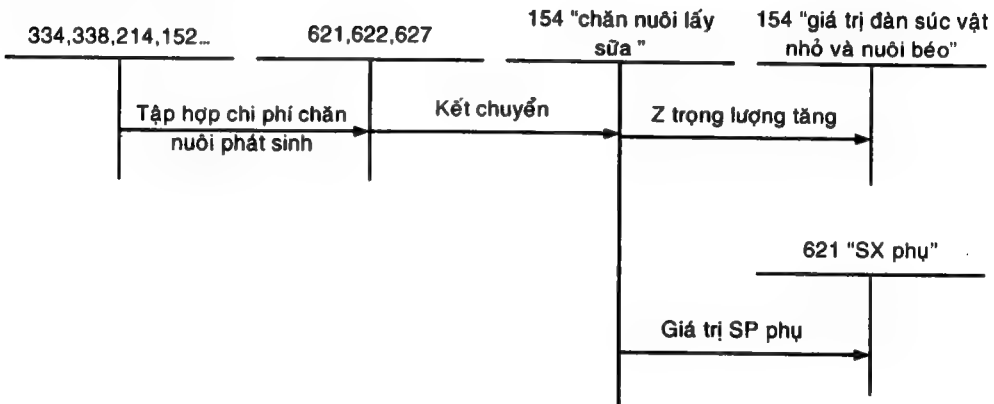 334,338,214,152...
621,622,627
154 "chăn nuôi lấy
sữa "
154 "giá trị đàn súc vật
nhỏ và nuôi béo"
Tập hợp chi phí chăn
nuôi phát sinh
Kết chuyển
Z trọng lượng tăng
621 "SX phụ"
Giá trị SP phụ